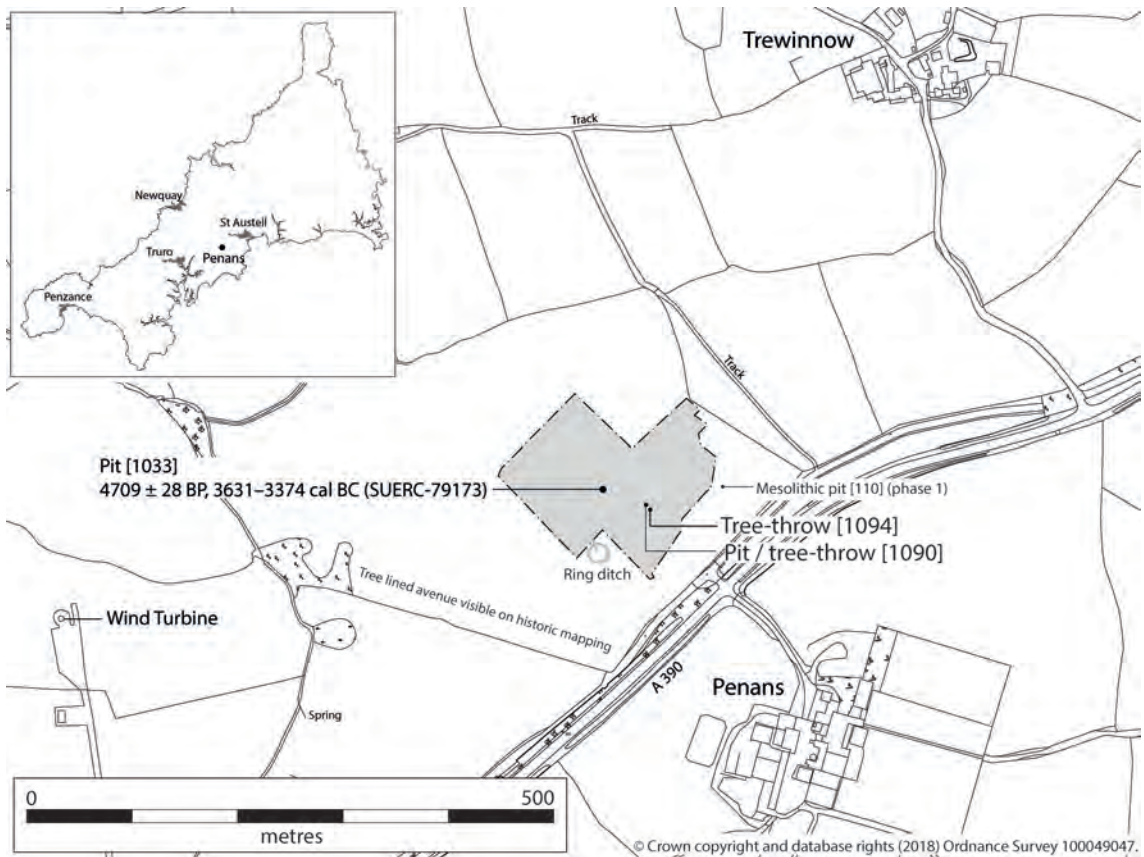 Trewinnow
Track
Newquay
St Austell
Truro
Penans
Penzance
Track
Pit [1033]
4709 ± 28 BP, 3631–3374 cal BC (SUERC-79173)
Mesolithic pit [110] (phase 1)
Tree-throw [1094]
Pit / tree-throw [1090]
Ring ditch
Tree lined avenue visible on historic mapping
Wind Turbine
A 390
Penans
Spring
0 500
metres
© Crown copyright and database rights (2018) Ordnance Survey 100049047.